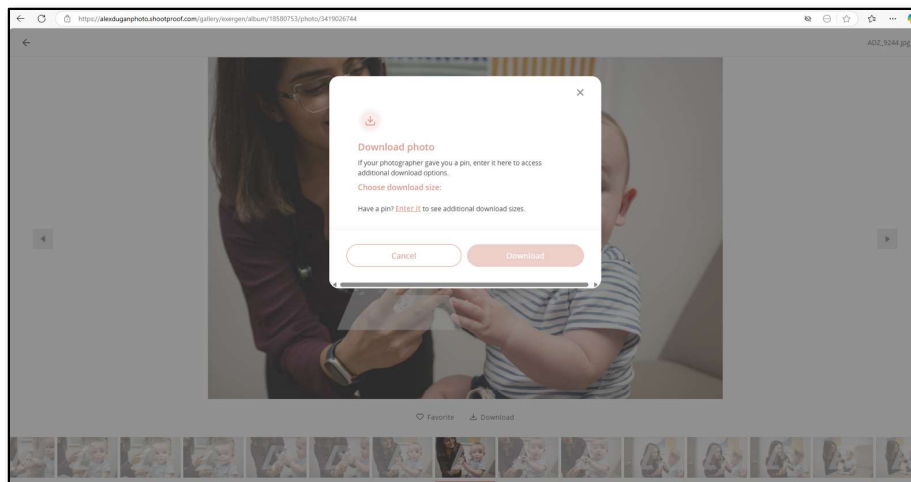 https://alexduganphoto.shootproof.com/gallery/exergen/album/18580753/photo/3419026744
ADZ_9244.jpg
Download photo
If your photographer gave you a pin, enter it here to access
additional download options.
Choose download size:
Have a pin? Enter it to see additional download sizes.
Cancel
Download
Favorite
Download